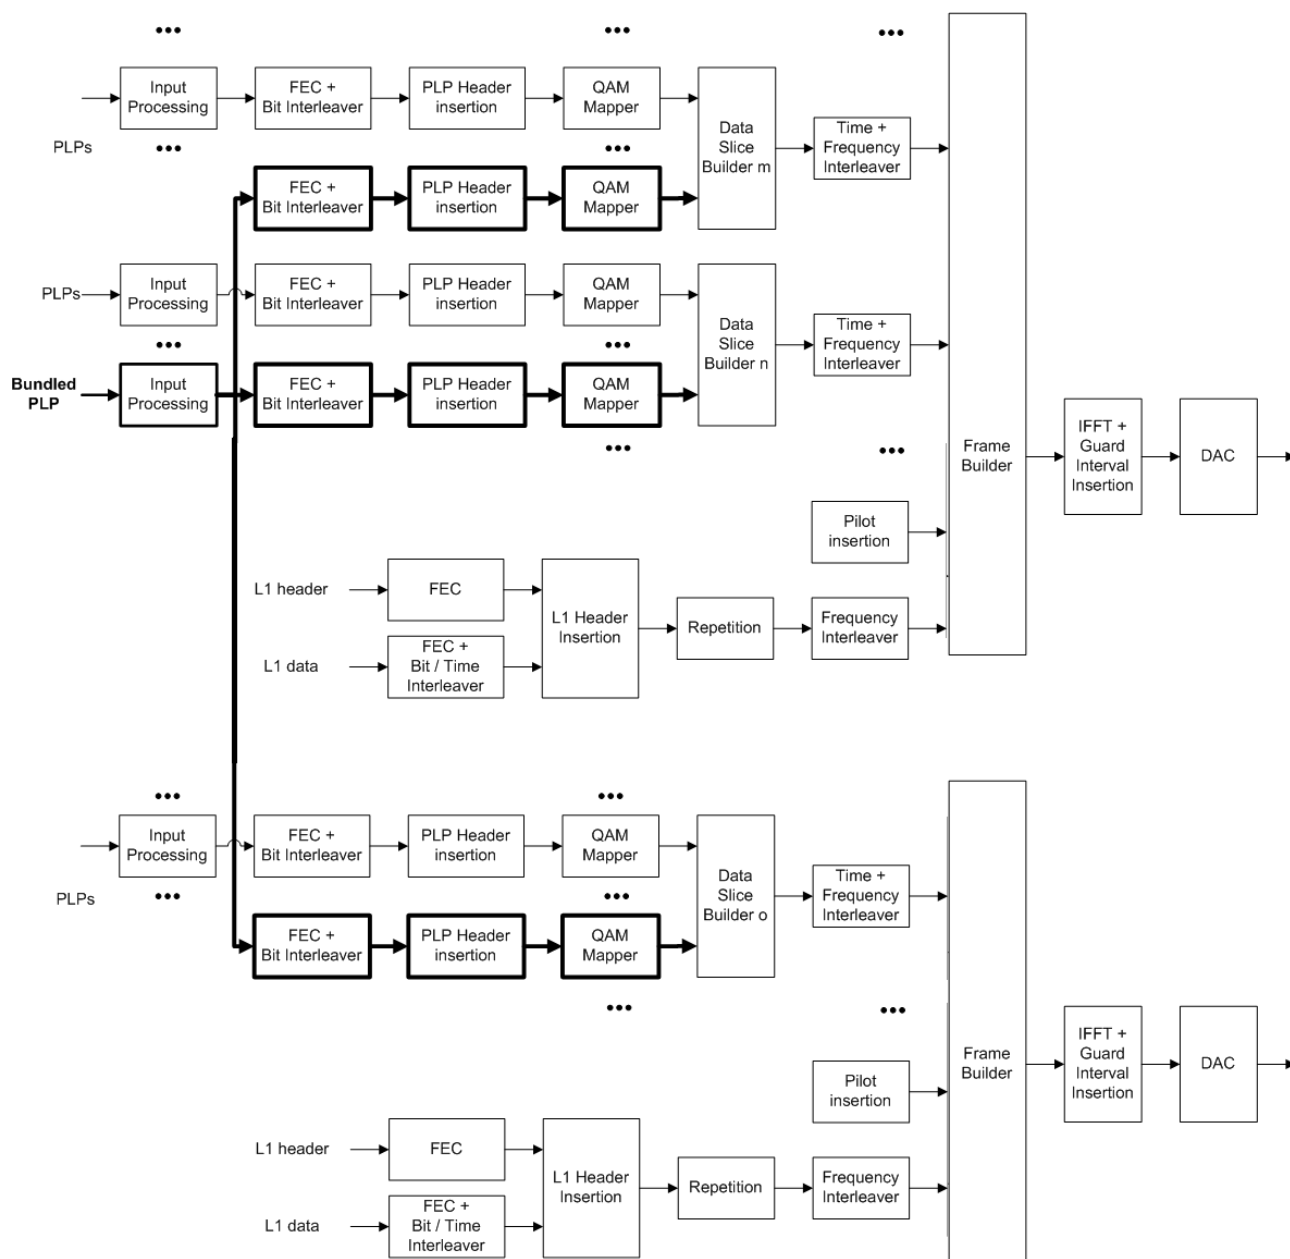 •••
•••
•••
Input
Processing
FEC +
Bit Interleaver
PLP Header
insertion
QAM
Mapper
Data
Slice
Builder m
Time +
Frequency
Interleaver
PLPs
•••
•••
FEC +
Bit Interleaver
PLP Header
insertion
QAM
Mapper
PLPs
Input
Processing
FEC +
Bit Interleaver
PLP Header
insertion
QAM
Mapper
Data
Slice
Builder n
Time +
Frequency
Interleaver
•••
•••
Bundled
PLP
Input
Processing
FEC +
Bit Interleaver
PLP Header
insertion
QAM
Mapper
•••
•••
Frame
Builder
IFFT +
Guard
Interval
Insertion
DAC
Pilot
insertion
L1 header
FEC
L1 Header
Insertion
Repetition
Frequency
Interleaver
L1 data
FEC +
Bit / Time
Interleaver
•••
•••
Input
Processing
FEC +
Bit Interleaver
PLP Header
insertion
QAM
Mapper
Data
Slice
Builder o
Time +
Frequency
Interleaver
PLPs
•••
•••
FEC +
Bit Interleaver
PLP Header
insertion
QAM
Mapper
•••
•••
Frame
Builder
IFFT +
Guard
Interval
Insertion
DAC
Pilot
insertion
L1 header
FEC
L1 Header
Insertion
Repetition
Frequency
Interleaver
L1 data
FEC +
Bit / Time
Interleaver